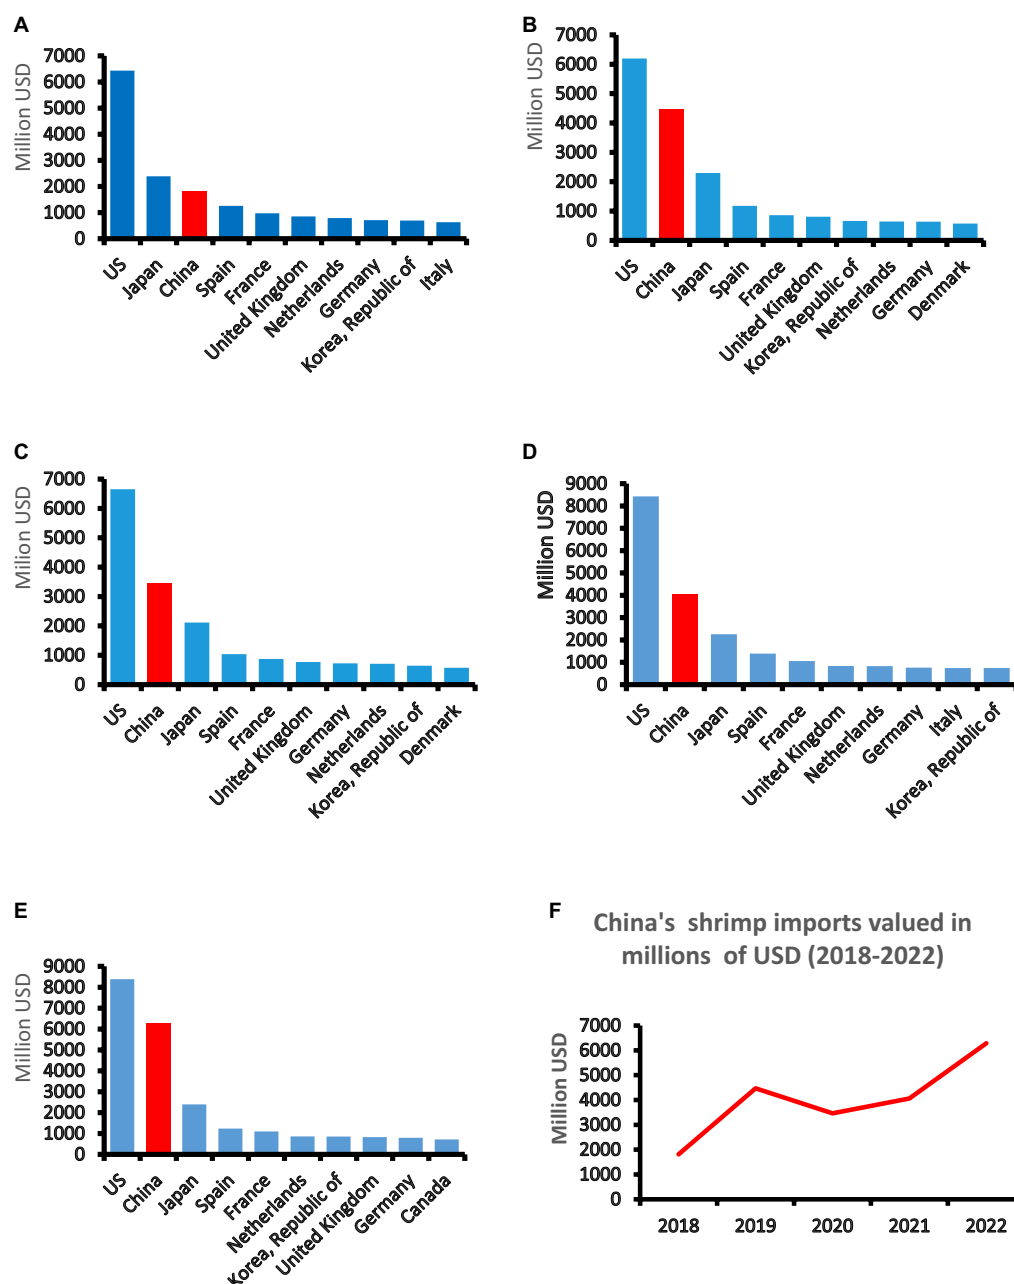 A
Million USD
7000
6000
5000
4000
3000
2000
1000
0
US
Japan
China
Spain
France
United Kingdom
Netherlands
Germany
Korea, Republic of
Italy
B
Million USD
7000
6000
5000
4000
3000
2000
1000
0
US
China
Japan
Spain
France
United Kingdom
Korea, Republic of
Netherlands
Germany
Denmark
C
Million USD
7000
6000
5000
4000
3000
2000
1000
0
US
China
Japan
Spain
France
United Kingdom
Germany
Netherlands
Korea, Republic of
Denmark
D
Million USD
9000
8000
7000
6000
5000
4000
3000
2000
1000
0
US
China
Japan
Spain
France
United Kingdom
Netherlands
Germany
Italy
Korea, Republic of
E
Million USD
9000
8000
7000
6000
5000
4000
3000
2000
1000
0
US
China
Japan
Spain
France
Netherlands
Korea, Republic of
United Kingdom
Germany
Canada
F
China's shrimp imports valued in
millions of USD (2018-2022)
Million USD
7000
6000
5000
4000
3000
2000
1000
0
2018
2019
2020
2021
2022